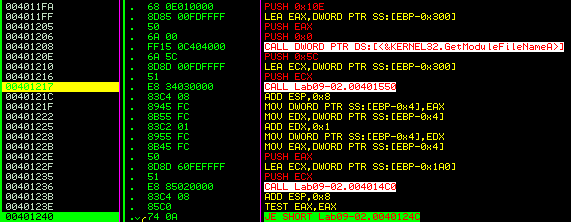 004011FA . 68 0E010000 PUSH 0x10E
004011FF . 8D85 00FDFFFF LEA EAX,DWORD PTR SS:[EBP-0x300]
00401205 . 50 PUSH EAX
00401206 . 6A 00 PUSH 0x0
00401208 . FF15 0C404000 CALL DWORD PTR DS:[<&KERNEL32.GetModuleFileNameA>]
0040120E . 6A 5C PUSH 0x5C
00401210 . 8D8D 00FDFFFF LEA ECX,DWORD PTR SS:[EBP-0x300]
00401216 . 51 PUSH ECX
00401217 . E8 34030000 CALL Lab09-02.00401550
0040121C . 83C4 08 ADD ESP,0x8
0040121F . 8945 FC MOV DWORD PTR SS:[EBP-0x4],EAX
00401222 . 8B55 FC MOV EDX,DWORD PTR SS:[EBP-0x4]
00401225 . 83C2 01 ADD EDX,0x1
00401228 . 8955 FC MOV DWORD PTR SS:[EBP-0x4],EDX
0040122B . 8B45 FC MOV EAX,DWORD PTR SS:[EBP-0x4]
0040122E . 50 PUSH EAX
0040122F . 8D8D 60FEFFFF LEA ECX,DWORD PTR SS:[EBP-0x1A0]
00401235 . 51 PUSH ECX
00401236 . E8 85020000 CALL Lab09-02.004014C0
0040123B . 83C4 08 ADD ESP,0x8
0040123E . 85C0 TEST EAX,EAX
00401240 . 74 0A JE SHORT Lab09-02.0040124C